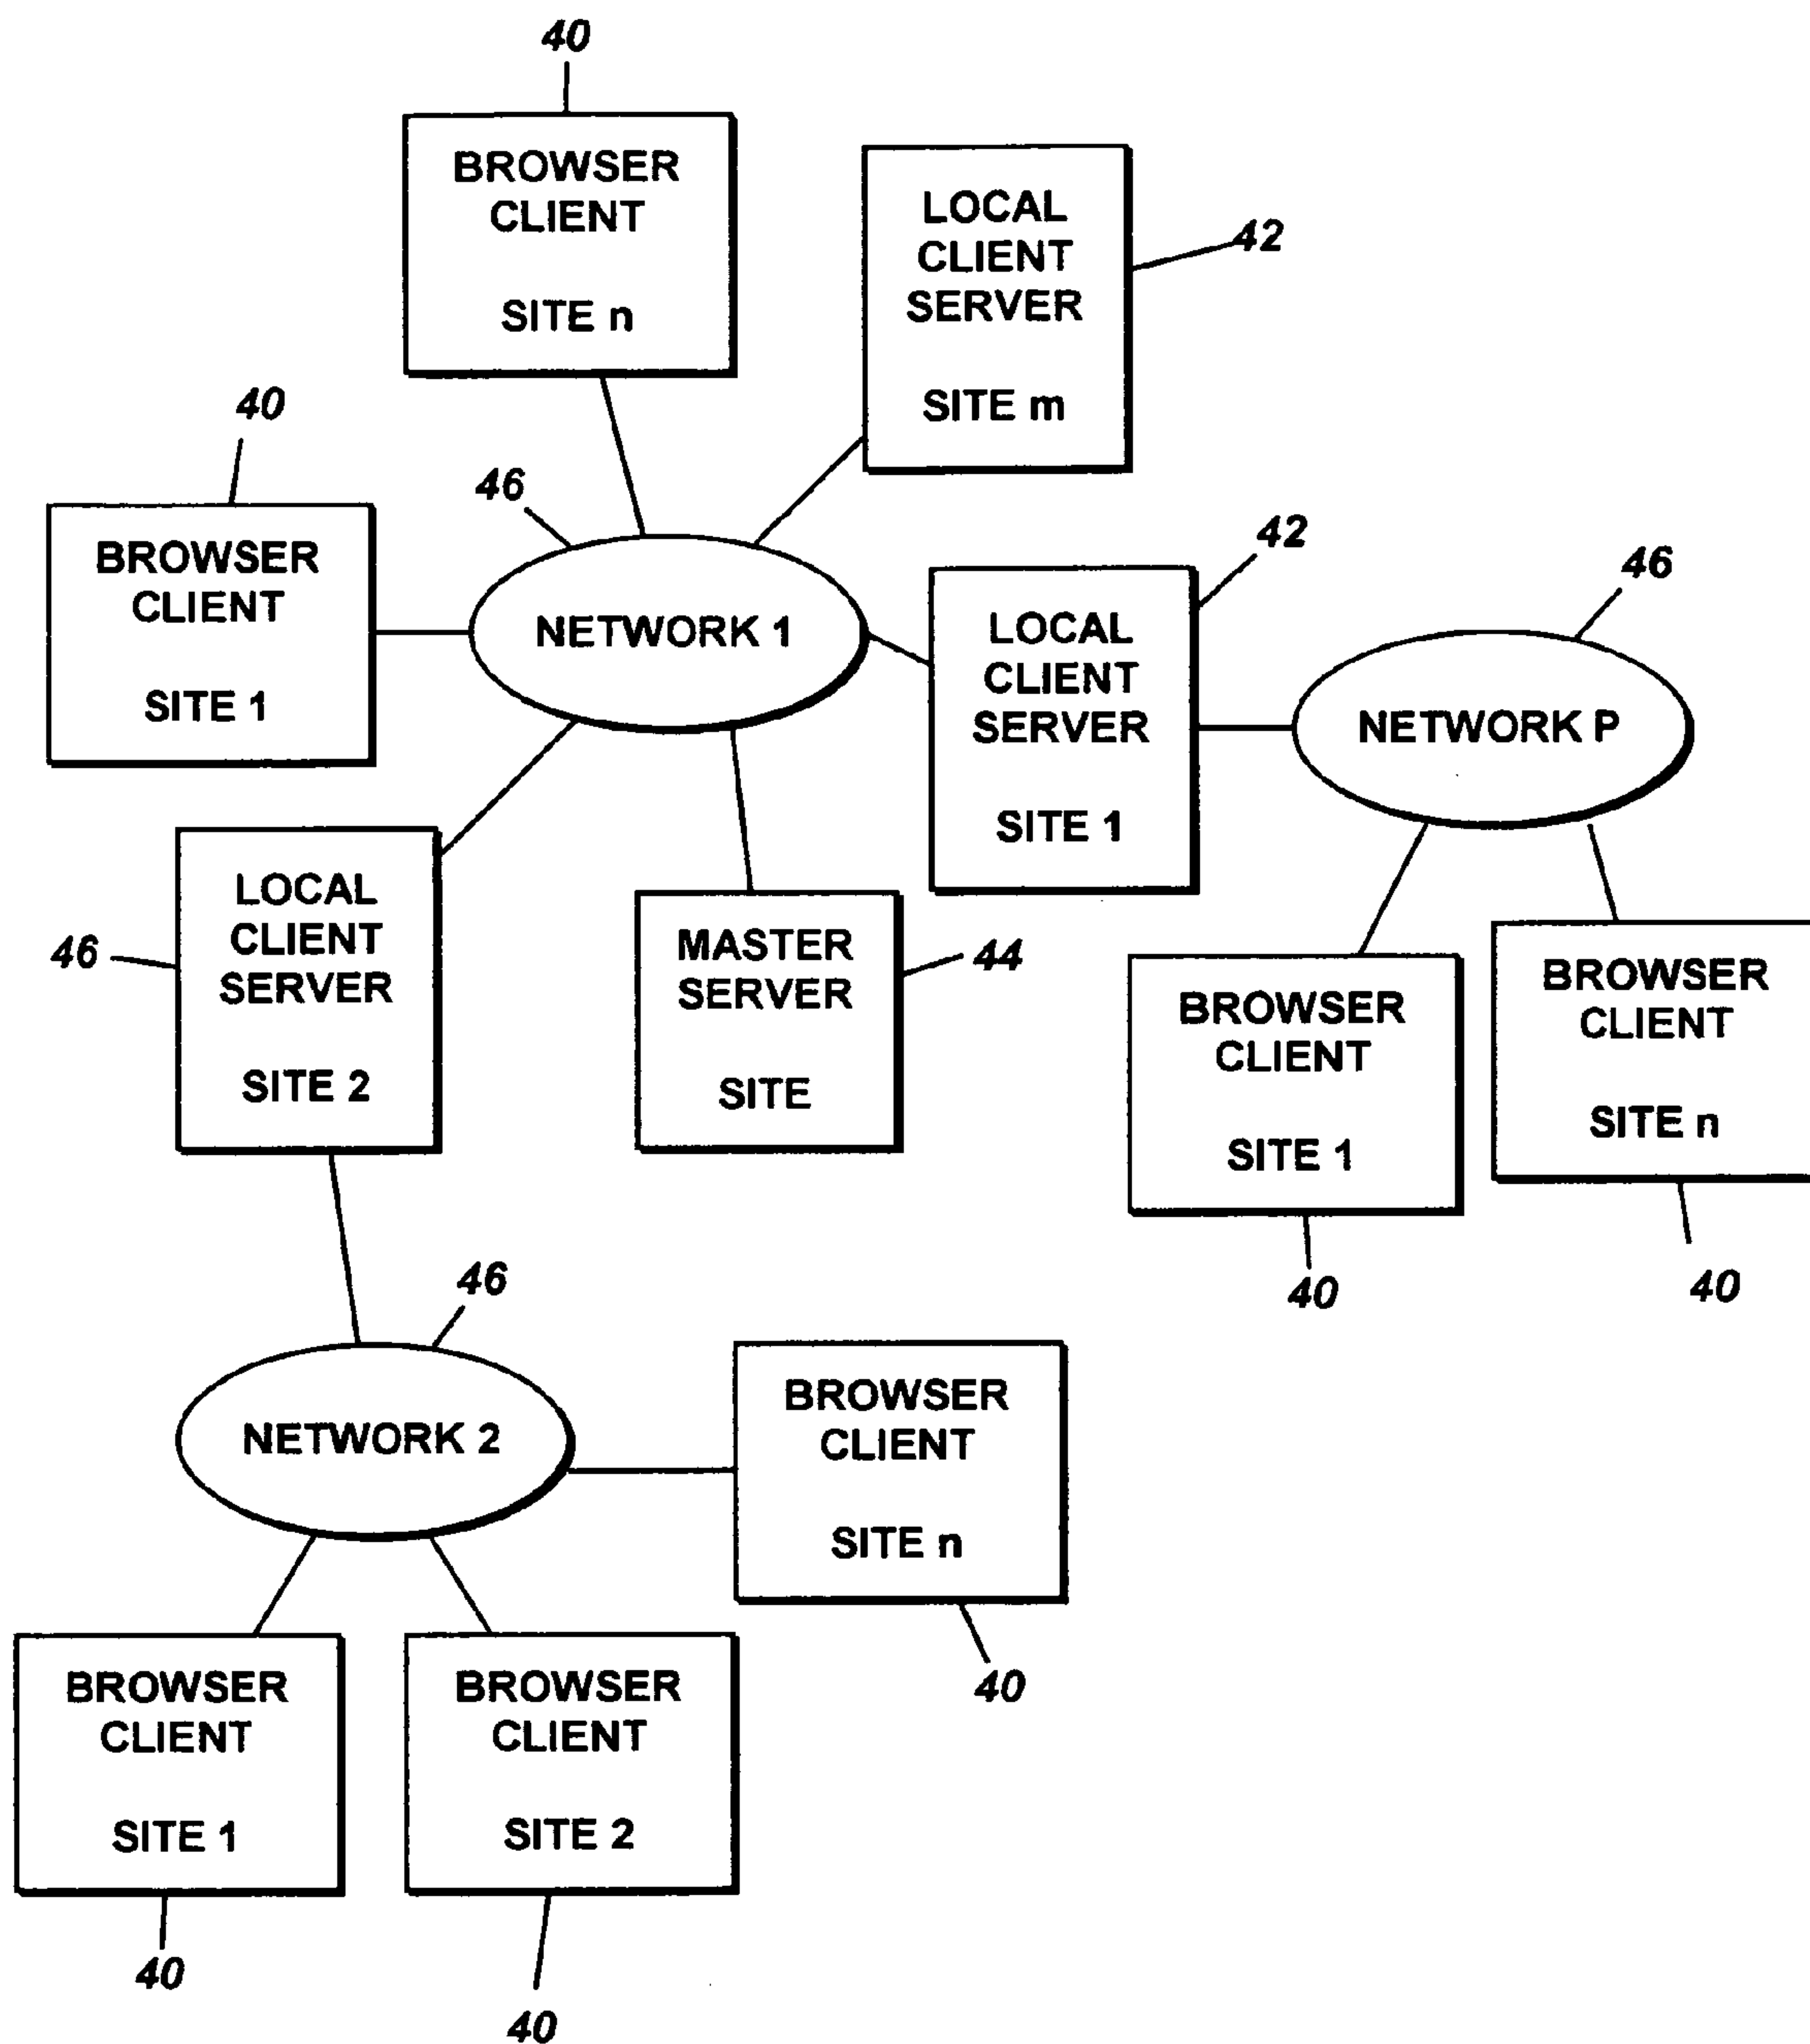 40
BROWSER
CLIENT
SITE n
LOCAL
CLIENT
SERVER
SITE m
42
40
BROWSER
CLIENT
SITE 1
46
NETWORK 1
42
LOCAL
CLIENT
SERVER
SITE 1
46
NETWORK P
46
LOCAL
CLIENT
SERVER
SITE 2
MASTER
SERVER
SITE
44
BROWSER
CLIENT
SITE 1
40
BROWSER
CLIENT
SITE n
40
46
NETWORK 2
BROWSER
CLIENT
SITE n
40
BROWSER
CLIENT
SITE 1
40
BROWSER
CLIENT
SITE 2
40